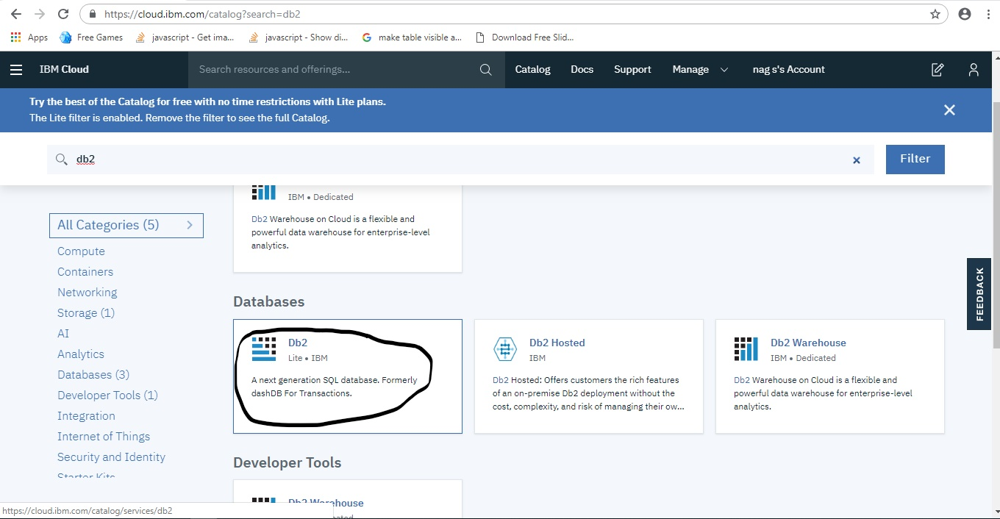 https://cloud.ibm.com/catalog?search=db2
Apps Free Games javascript - Get ima... javascript - Show di... make table visible a... Download Free Slid...
IBM Cloud Search resources and offerings... Catalog Docs Support Manage nag s's Account
Try the best of the Catalog for free with no time restrictions with Lite plans.
The Lite filter is enabled. Remove the filter to see the full Catalog.
db2 Filter
IBM • Dedicated
Db2 Warehouse on Cloud is a flexible and
powerful data warehouse for enterprise-level
analytics.
All Categories (5)
Compute
Containers
Networking
Storage (1)
AI
Analytics
Databases (3)
Developer Tools (1)
Integration
Internet of Things
Security and Identity
Starter Kits
Databases
Db2
Lite • IBM
A next generation SQL database. Formerly
dashDB For Transactions.
Db2 Hosted
IBM
Db2 Hosted: Offers customers the rich features
of an on-premise Db2 deployment without the
cost, complexity, and risk of managing their ow...
Db2 Warehouse
IBM • Dedicated
Db2 Warehouse on Cloud is a flexible and
powerful data warehouse for enterprise-level
analytics.
Developer Tools
Db2 Warehouse
FEEDBACK
https://cloud.ibm.com/catalog/services/db2